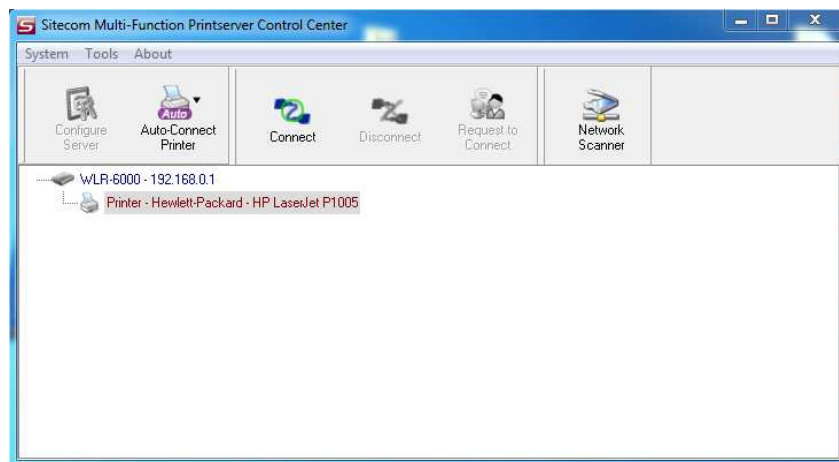 Sitecom Multi-Function Printserver Control Center
System Tools About
Configure Server
Auto
Auto-Connect Printer
Connect
Disconnect
Request to Connect
Network Scanner
WLR-6000 - 192.168.0.1
Printer - Hewlett-Packard - HP LaserJet P1005